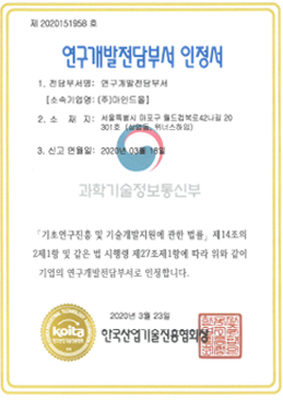 제 2020151958 호
연구개발전담부서 인정서
1. 전담부서명: 연구개발전담부서
[소속기업명: (주)마인드올]
2. 소 재 지: 서울특별시 마포구 월드컵북로42나길 20
301호 (상암동, 위너스하임)
3. 신고 연월일: 2020년 03월 18일
과학기술정보통신부
「기초연구진흥 및 기술개발지원에 관한 법률」 제14조의
2제1항 및 같은 법 시행령 제27조제1항에 따라 위와 같이
기업의 연구개발전담부서로 인정합니다.
2020년 3월 23일
koita
한국산업기술진흥협회장